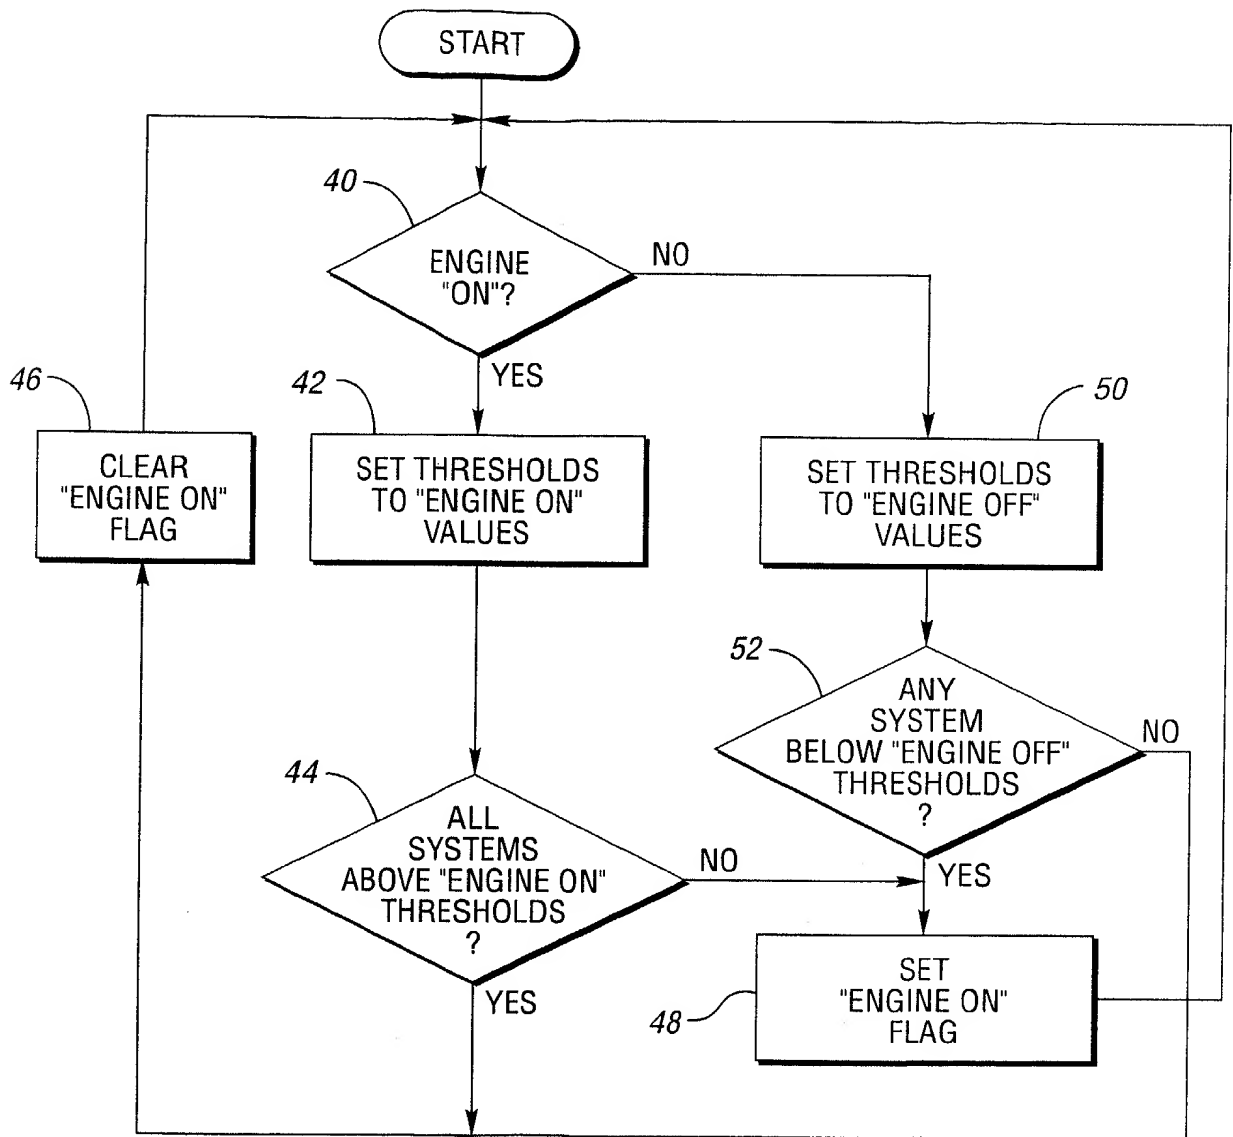 START
40
ENGINE
"ON"?
NO
YES
46
CLEAR
"ENGINE ON"
FLAG
42
SET THRESHOLDS
TO "ENGINE ON"
VALUES
50
SET THRESHOLDS
TO "ENGINE OFF"
VALUES
52
ANY
SYSTEM
BELOW "ENGINE OFF"
THRESHOLDS
?
NO
YES
44
ALL
SYSTEMS
ABOVE "ENGINE ON"
THRESHOLDS
?
NO
YES
48
SET
"ENGINE ON"
FLAG